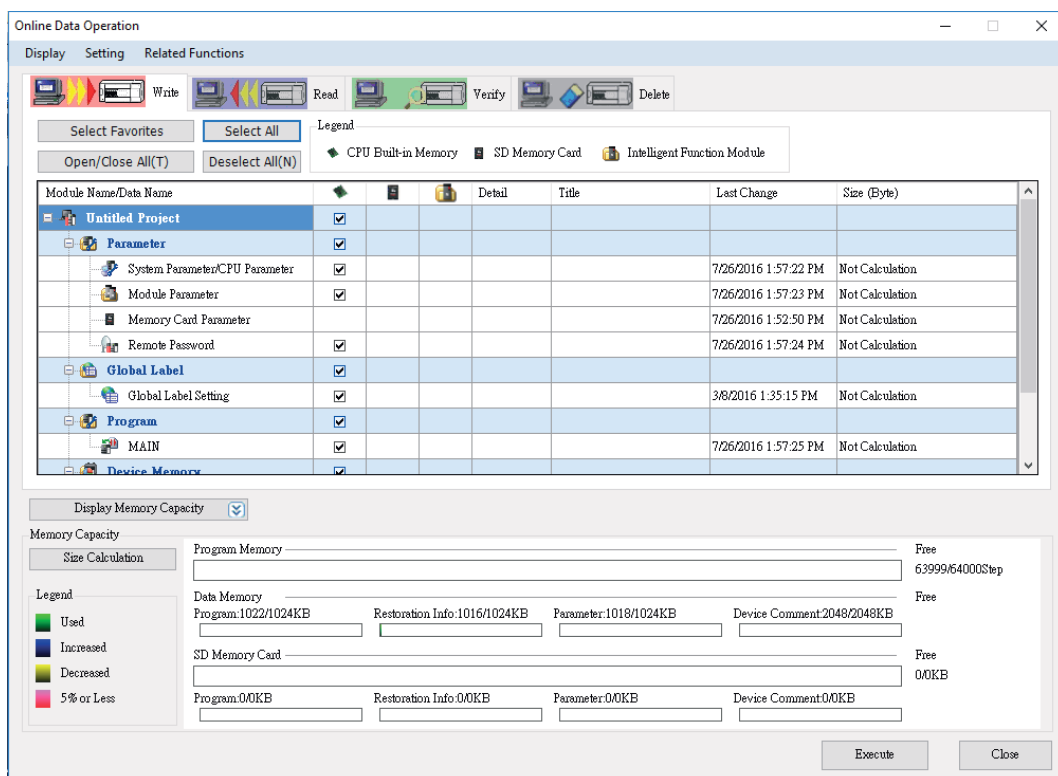 Online Data Operation
Display Setting Related Functions
Write Read Verify Delete
Select Favorites Select All
Legend
CPU Built-in Memory SD Memory Card Intelligent Function Module
Open/Close All(T) Deselect All(N)
Module Name/Data Name Detail Title Last Change Size (Byte)
Untitled Project
Parameter
System Parameter/CPU Parameter 7/26/2016 1:57:22 PM Not Calculation
Module Parameter 7/26/2016 1:57:23 PM Not Calculation
Memory Card Parameter 7/26/2016 1:52:50 PM Not Calculation
Remote Password 7/26/2016 1:57:24 PM Not Calculation
Global Label
Global Label Setting 3/8/2016 1:35:15 PM Not Calculation
Program
MAIN 7/26/2016 1:57:25 PM Not Calculation
Device Memory
Display Memory Capacity
Memory Capacity
Size Calculation
Program Memory Free
63999/64000Step
Legend
Used
Increased
Decreased
5% or Less
Data Memory Free
Program:1022/1024KB Restoration Info:1016/1024KB Parameter:1018/1024KB Device Comment:2048/2048KB
SD Memory Card Free
0/0KB
Program:0/0KB Restoration Info:0/0KB Parameter:0/0KB Device Comment:0/0KB
Execute Close